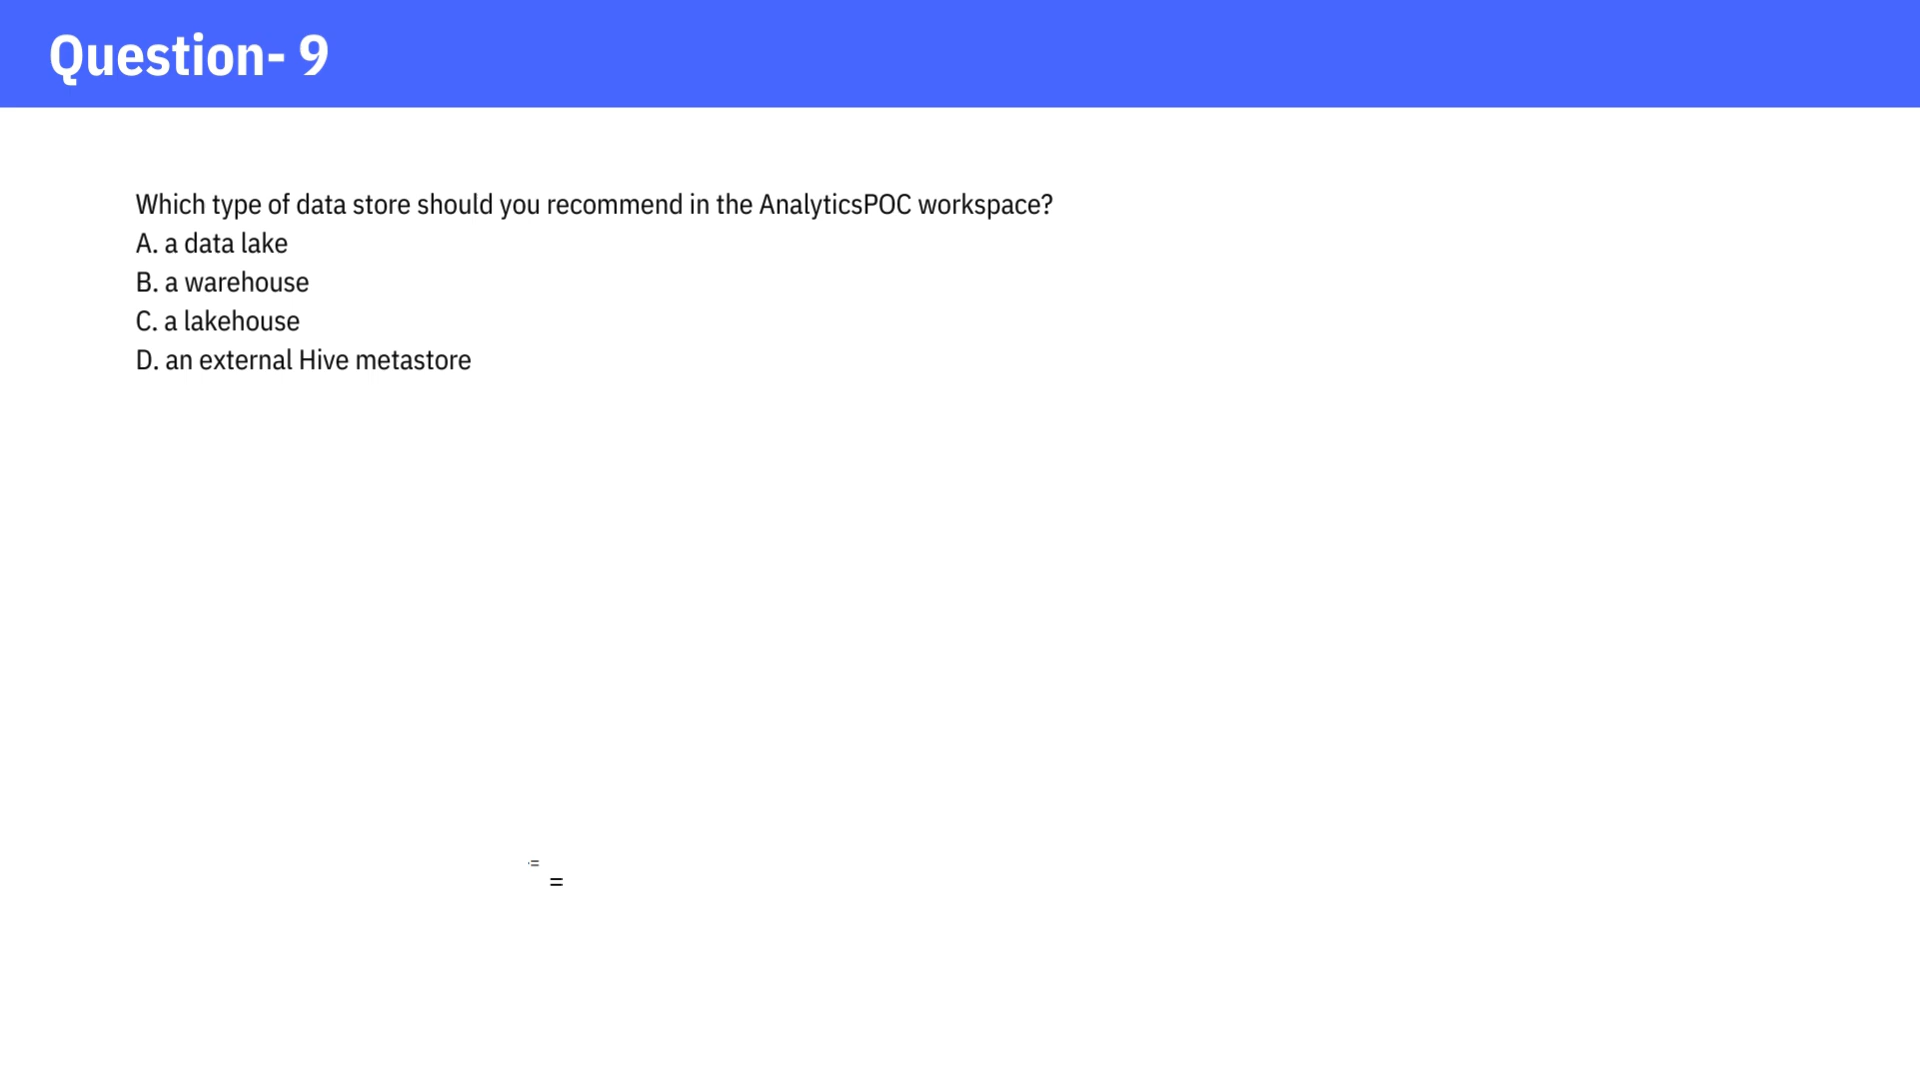 Question- 9
Which type of data store should you recommend in the AnalyticsPOC workspace?
A. a data lake
B. a warehouse
C. a lakehouse
D. an external Hive metastore
=
=